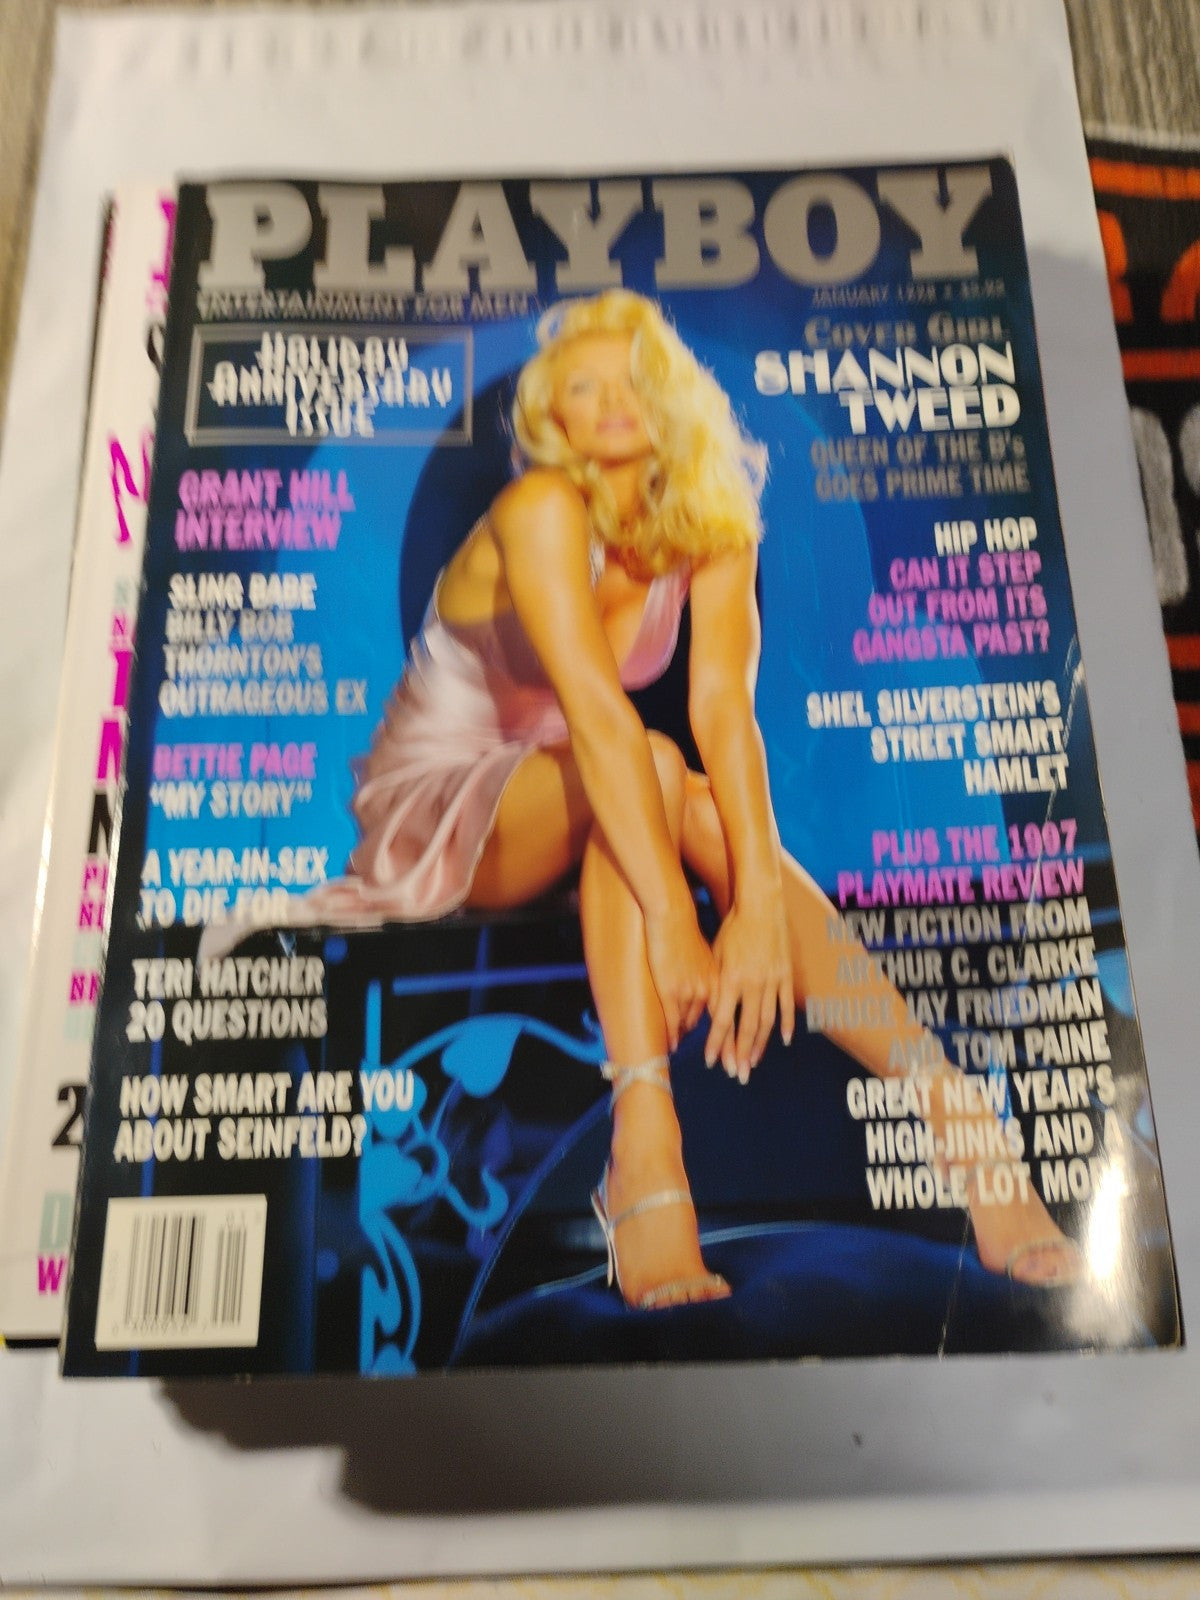 PLAYBOY
ENTERTAINMENT FOR MEN
HOLIDAY
ANNIVERSARY
ISSUE
GRANT HILL
INTERVIEW
SLING BABE
BILLY BOB
THORNTON'S
OUTRAGEOUS EX
BETTIE PAGE
"MY STORY"
A YEAR-IN-SEX
TO DIE FOR
TERI HATCHER
20 QUESTIONS
HOW SMART ARE YOU
ABOUT SEINFELD?
JANUARY
COVER GIRL
SHANNON
TWEED
QUEEN OF THE B's
GOES PRIME TIME
HIP HOP
CAN IT STEP
OUT FROM ITS
GANGSTA PAST?
SHEL SILVERSTEIN'S
STREET SMART
HAMLET
PLUS THE 1997
PLAYMATE REVIEW
NEW FICTION FROM
ARTHUR C. CLARKE
BRUCE JAY FRIEDMAN
AND TOM PAINE
GREAT NEW YEAR'S
HIGH-JINKS AND A
WHOLE LOT MORE